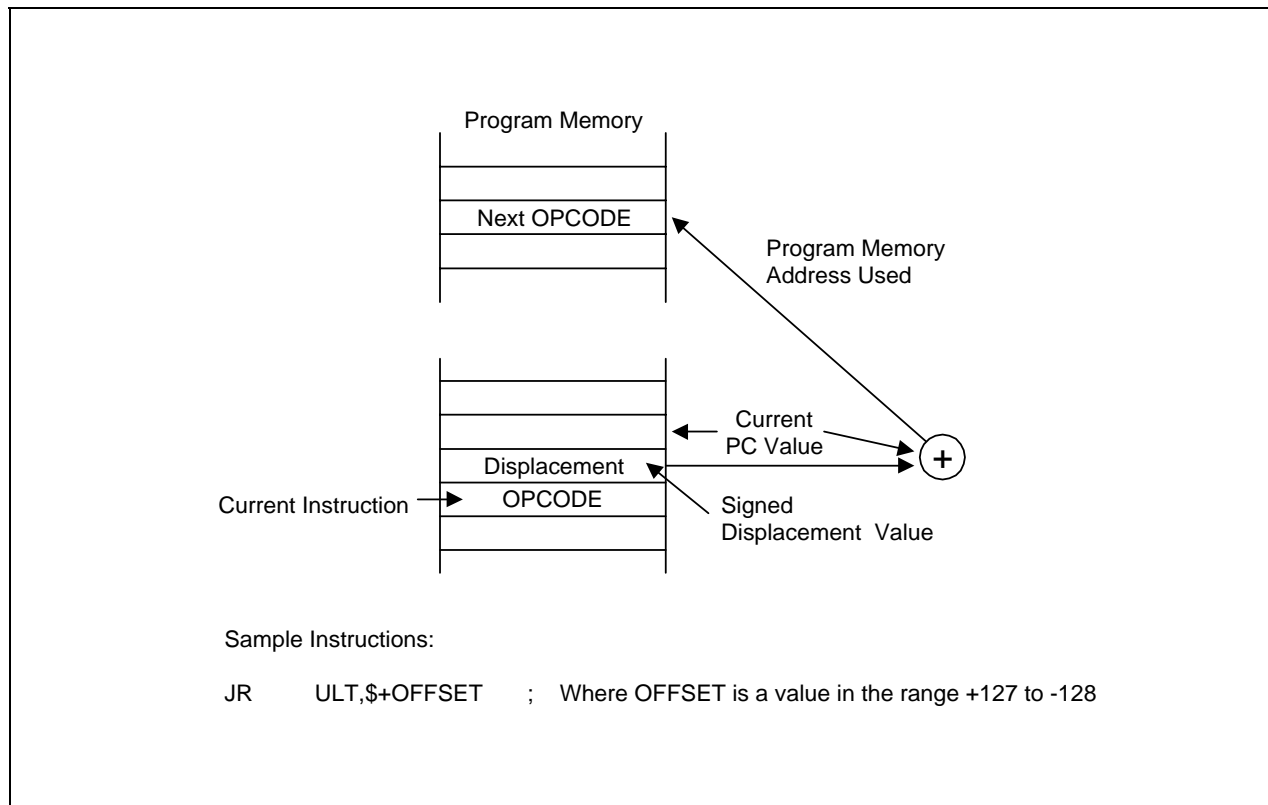 Program Memory
Next OPCODE
Program Memory
Address Used
Current
PC Value
+
Displacement
Current Instruction
OPCODE
Signed
Displacement Value
Sample Instructions:
JR ULT,$+OFFSET ; Where OFFSET is a value in the range +127 to -128